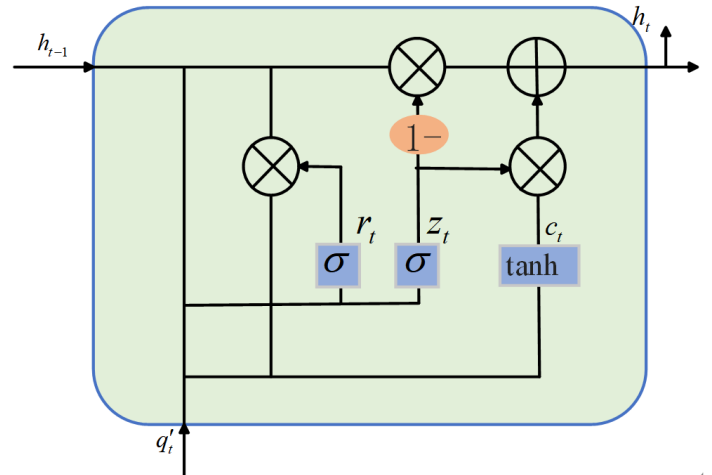 h_t
h_{t-1}
1−
r_t
z_t
c_t
σ
σ
tanh
q'_t